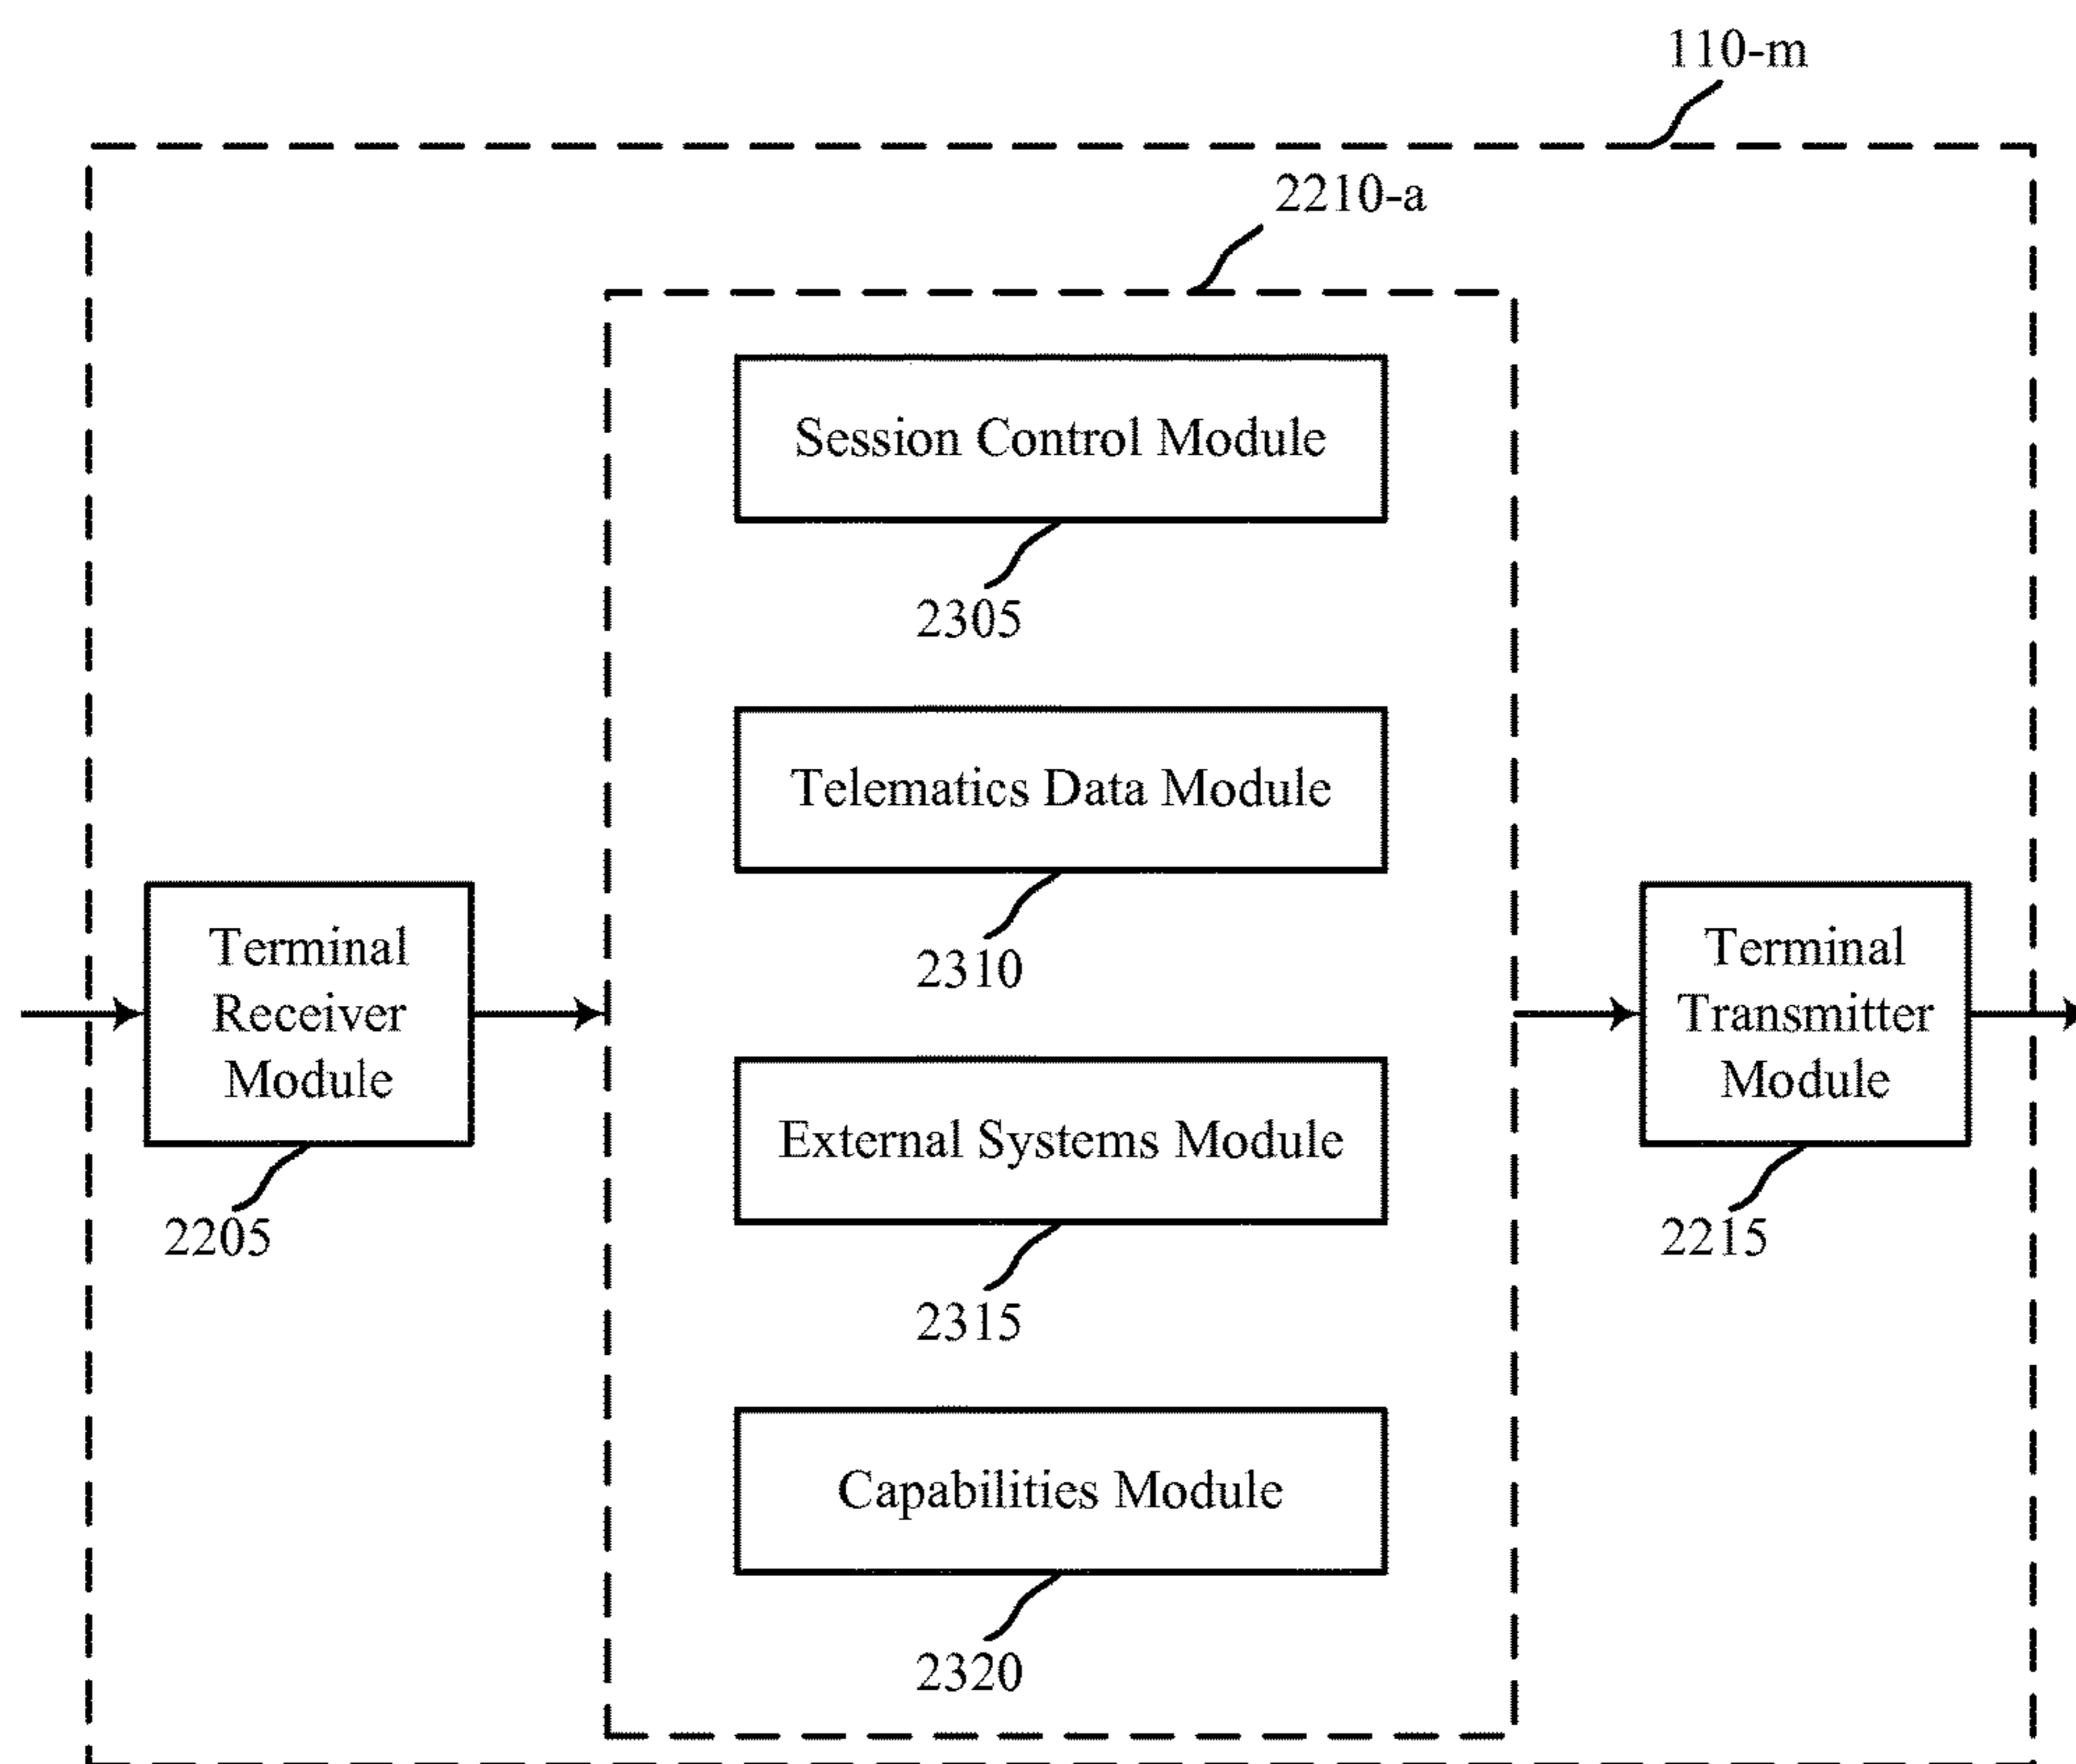 110-m
2210-a
Session Control Module
2305
Telematics Data Module
2310
Terminal
Receiver
Module
2205
External Systems Module
2315
Capabilities Module
2320
Terminal
Transmitter
Module
2215